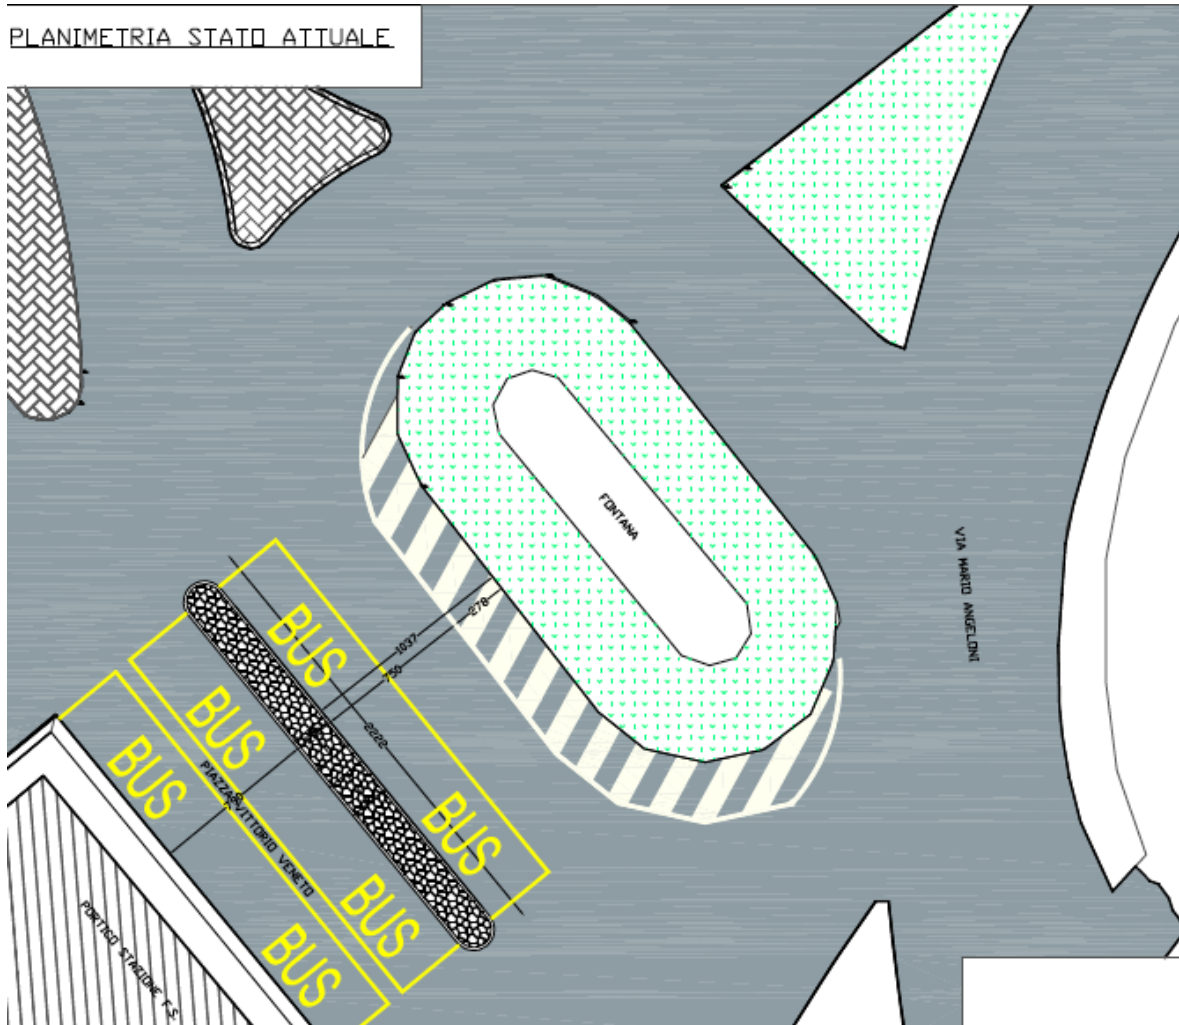 PLANIMETRIA STATO ATTUALE
FONTANA
VIA MARIO ANGELONI
278
1037
750
2222
BUS
BUS
BUS
BUS
BUS
BUS
PIAZZA VITTORIO VENETO
PORTICO STAZIONE F.S.